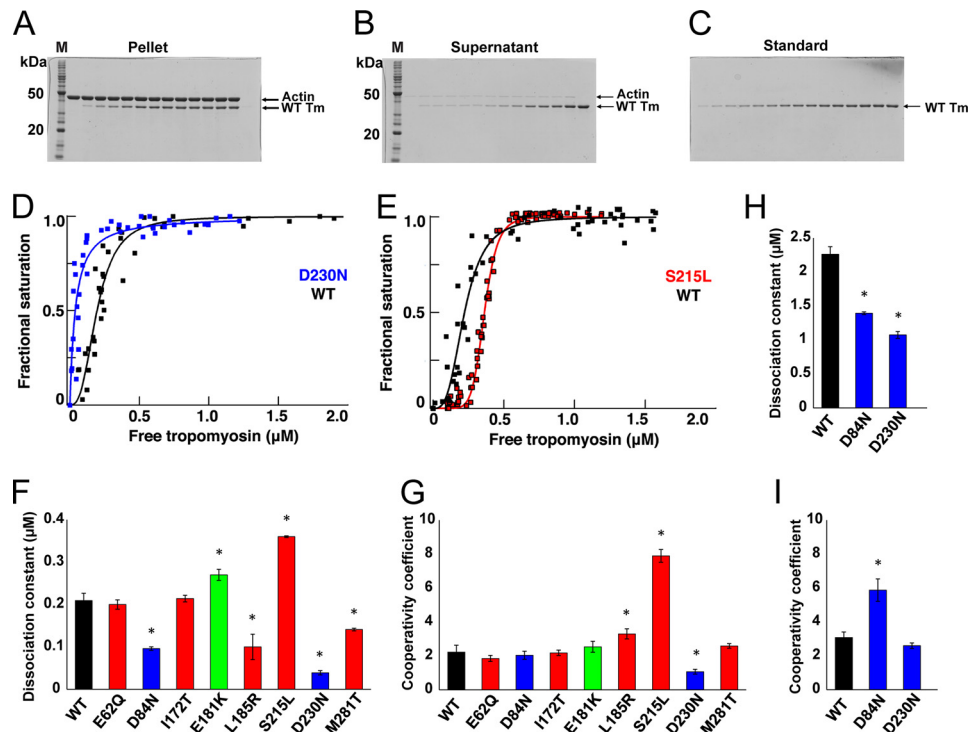 A
B
C
M
Pellet
M
Supernatant
Standard
kDa
50
20
Actin
WT Tm
kDa
50
20
Actin
WT Tm
WT Tm
D
Fractional saturation
1.0
0.5
0
0
0.5
1.0
1.5
2.0
Free tropomyosin (µM)
D230N
WT
E
Fractional saturation
1.0
0.5
0
0
0.5
1.0
1.5
2.0
Free tropomyosin (µM)
S215L
WT
H
Dissociation constant (µM)
2.5
2
1.5
1
0.5
0
*
*
WT
D84N
D230N
F
Dissociation constant (µM)
0.4
0.3
0.2
0.1
0
*
*
*
*
*
*
WT
E62Q
D84N
I172T
E181K
L185R
S215L
D230N
M281T
G
Cooperativity coefficient
10
8
6
4
2
0
*
*
*
WT
E62Q
D84N
I172T
E181K
L185R
S215L
D230N
M281T
I
Cooperativity coefficient
10
8
6
4
2
0
*
WT
D84N
D230N